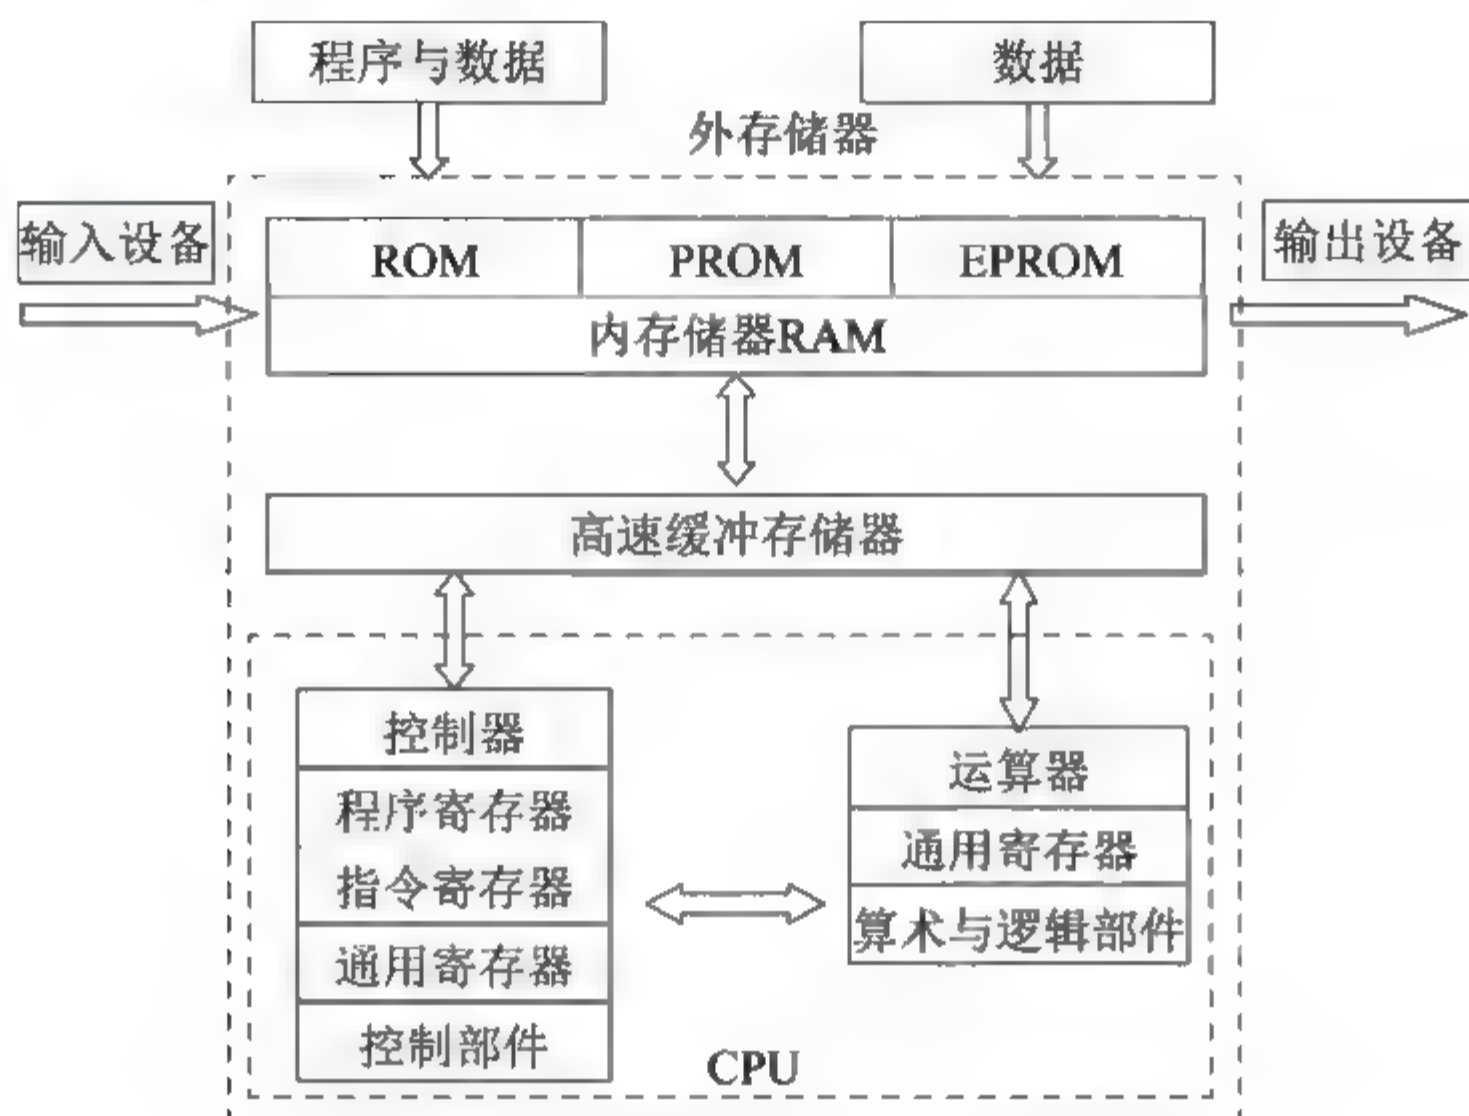 程序与数据
数据
外存储器
输入设备
输出设备
ROM
PROM
EPROM
内存储器RAM
高速缓冲存储器
控制器
程序寄存器
指令寄存器
通用寄存器
控制部件
运算器
通用寄存器
算术与逻辑部件
CPU